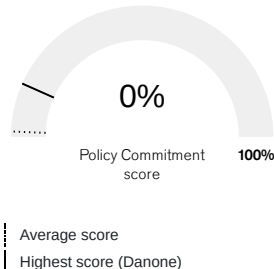 0%
Policy Commitment 100%
score
Average score
Highest score (Danone)